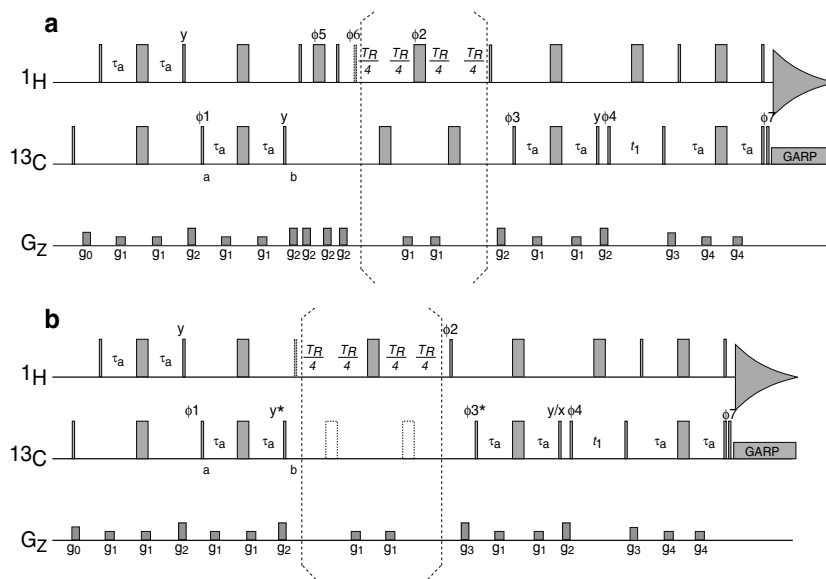 a
y ϕ5 ϕ6 ϕ2
τa τa TR/4 TR/4 TR/4 TR/4
1H
ϕ1 y ϕ3 y ϕ4 ϕ7
τa τa τa τa t1 τa τa
13C GARP
a b
GZ
g0 g1 g1 g2 g1 g1 g2 g2 g2 g2 g1 g1 g2 g1 g1 g2 g3 g4 g4
b
y ϕ2
τa τa TR/4 TR/4 TR/4 TR/4
1H
ϕ1 y* ϕ3* y/x ϕ4 ϕ7
τa τa τa τa t1 τa τa
13C GARP
a b
GZ
g0 g1 g1 g2 g1 g1 g2 g1 g1 g3 g1 g1 g2 g3 g4 g4